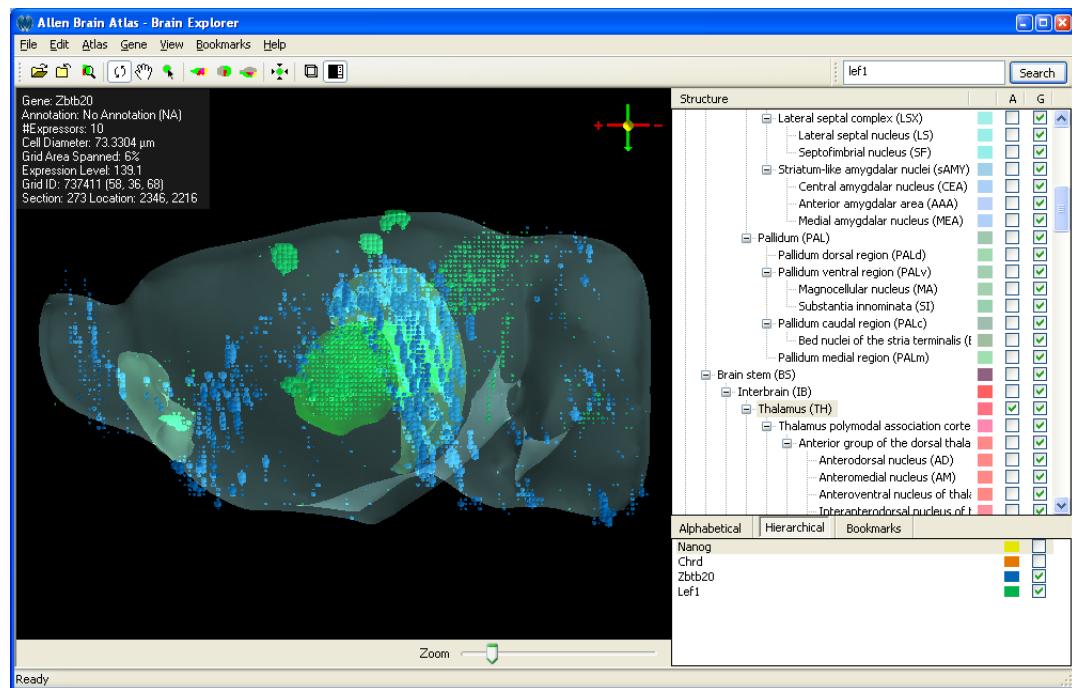 Allen Brain Atlas - Brain Explorer
File Edit Atlas Gene View Bookmarks Help
lef1 Search
Gene: Zbtb20
Annotation: No Annotation (NA)
#Expressors: 10
Cell Diameter: 73.3304 µm
Grid Area Spanned: 6%
Expression Level: 139.1
Grid ID: 737411 (58, 36, 68)
Section: 273 Location: 2346, 2216
Structure A G
Lateral septal complex (LSX)
Lateral septal nucleus (LS)
Septofimbrial nucleus (SF)
Striatum-like amygdalar nuclei (sAMY)
Central amygdalar nucleus (CEA)
Anterior amygdalar area (AAA)
Medial amygdalar nucleus (MEA)
Pallidum (PAL)
Pallidum dorsal region (PALd)
Pallidum ventral region (PALv)
Magnocellular nucleus (MA)
Substantia innominata (SI)
Pallidum caudal region (PALc)
Bed nuclei of the stria terminalis (
Pallidum medial region (PALm)
Brain stem (BS)
Interbrain (IB)
Thalamus (TH)
Thalamus polymodal association corte
Anterior group of the dorsal thala
Anterodorsal nucleus (AD)
Anteromedial nucleus (AM)
Anteroventral nucleus of thala
Interanterodorsal nucleus of t
Alphabetical Hierarchical Bookmarks
Nanog
Chrd
Zbtb20
Lef1
Zoom
Ready